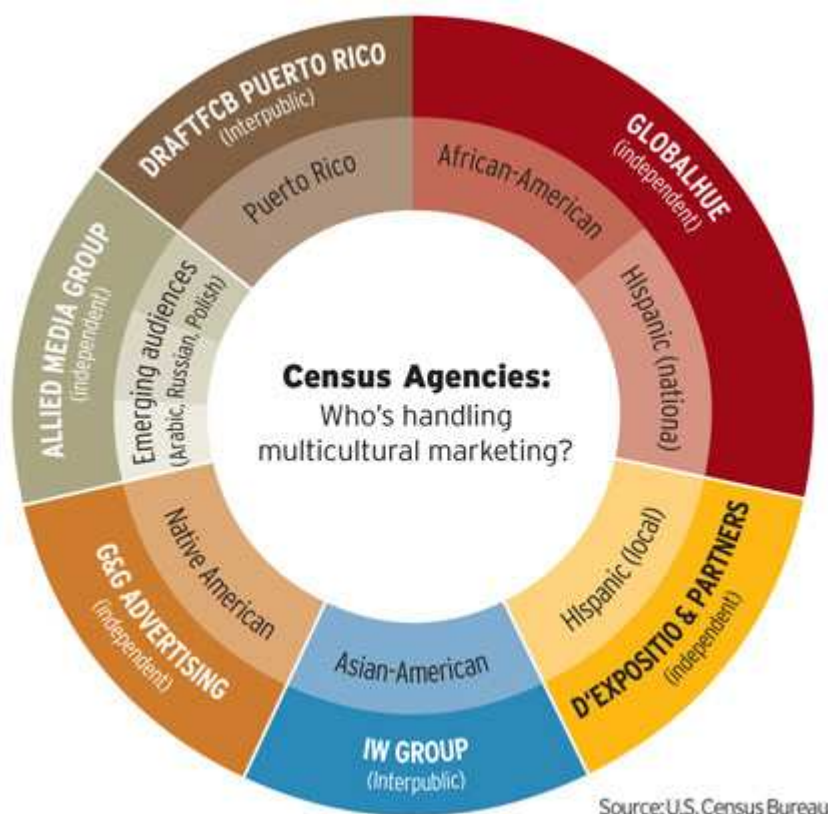 Census Agencies:
Who's handling
multicultural marketing?
GLOBALHUE
(independent)
African-American
HIspanic (nationa)
D'EXPOSITIO & PARTNERS
(independent)
HIspanic (local)
IW GROUP
(Interpublic)
Asian-American
G&G ADVERTISING
(independent)
Native American
ALLIED MEDIA GROUP
(independent)
Emerging audiences
(Arabic, Russian, Polish)
DRAFTFCB PUERTO RICO
(Interpublic)
Puerto Rico
Source: U.S. Census Bureau